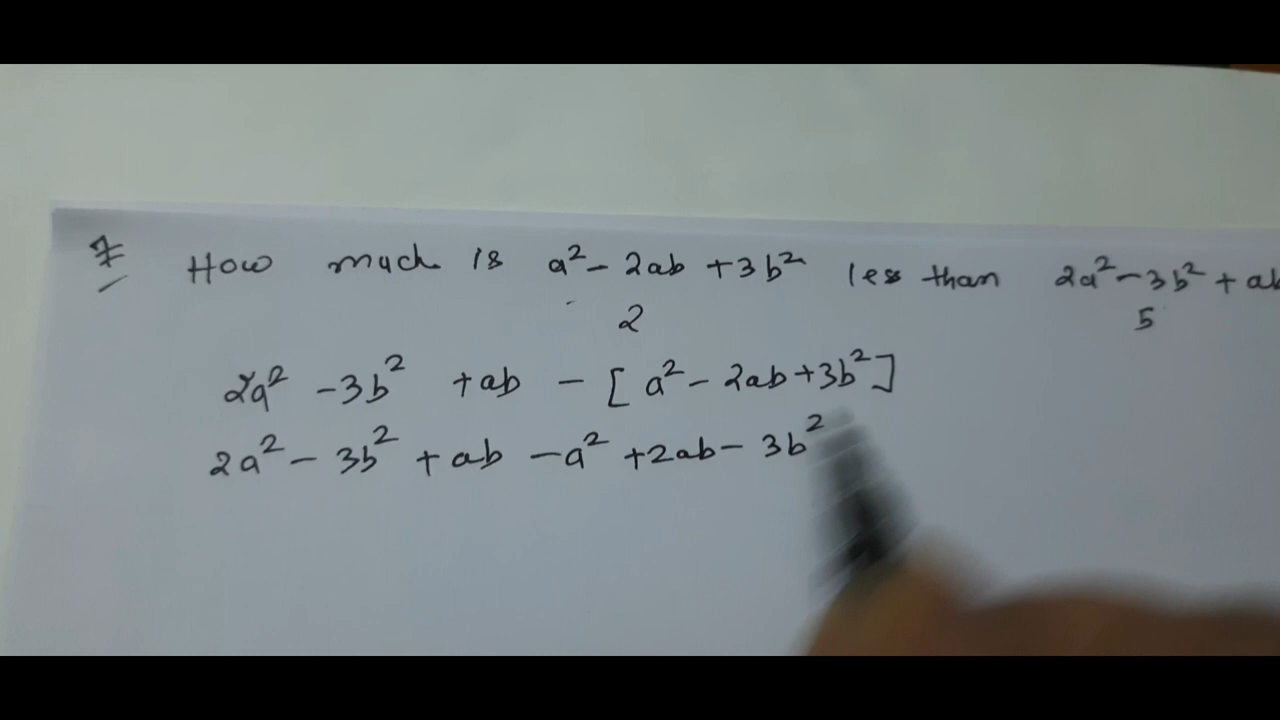 7 How much is a² - 2ab + 3b² less than 2a² - 3b² + ab
2 5
2a² - 3b² + ab - [a² - 2ab + 3b²]
2a² - 3b² + ab - a² + 2ab - 3b²